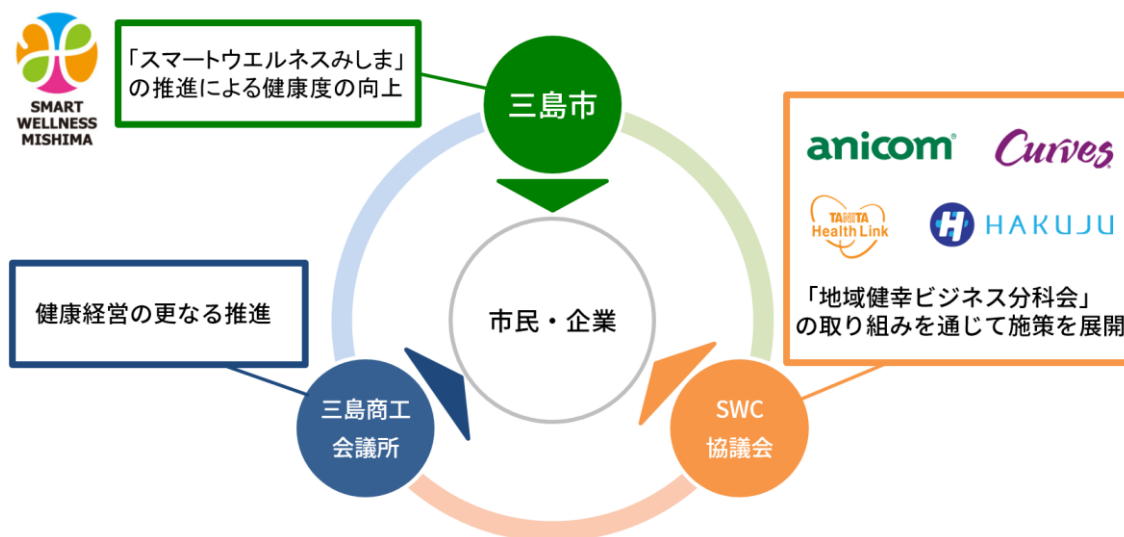 SMART
WELLNESS
MISHIMA
「スマートウエルネスみしま」
の推進による健康度の向上
三島市
anicom®
Curves
TANITA
Health Link
H HAKUJU
「地域健幸ビジネス分科会」
の取り組みを通じて施策を展開
健康経営の更なる推進
市民・企業
三島商工
会議所
SWC
協議会